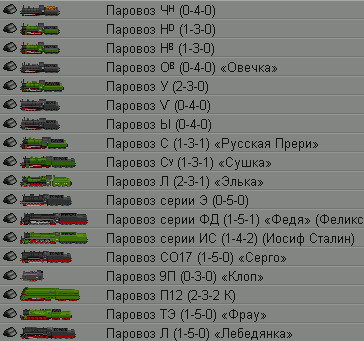 Паровоз Чн (0-4-0)
Паровоз Нр (1-3-0)
Паровоз Нв (1-3-0)
Паровоз Ов (0-4-0) «Овечка»
Паровоз У (2-3-0)
Паровоз Ѵ (0-4-0)
Паровоз Ы (0-4-0)
Паровоз С (1-3-1) «Русская Прери»
Паровоз Су (1-3-1) «Сушка»
Паровоз Л (2-3-1) «Элька»
Паровоз серии Э (0-5-0)
Паровоз серии ФД (1-5-1) «Федя» (Феликс
Паровоз серии ИС (1-4-2) (Иосиф Сталин)
Паровоз СО17 (1-5-0) «Серго»
Паровоз 9П (0-3-0) «Клоп»
Паровоз П12 (2-3-2 К)
Паровоз ТЭ (1-5-0) «Фрау»
Паровоз Л (1-5-0) «Лебедянка»